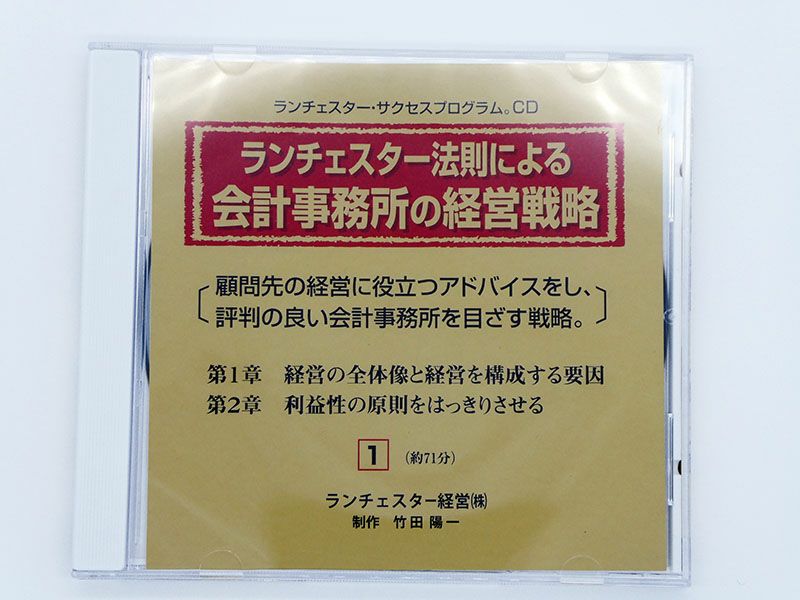 ランチェスター・サクセスプログラム。CD
ランチェスター法則による
会計事務所の経営戦略
〔顧問先の経営に役立つアドバイスをし、
評判の良い会計事務所を目ざす戦略。〕
第1章 経営の全体像と経営を構成する要因
第2章 利益性の原則をはっきりさせる
1 (約71分)
ランチェスター経営㈱
制作 竹田陽一